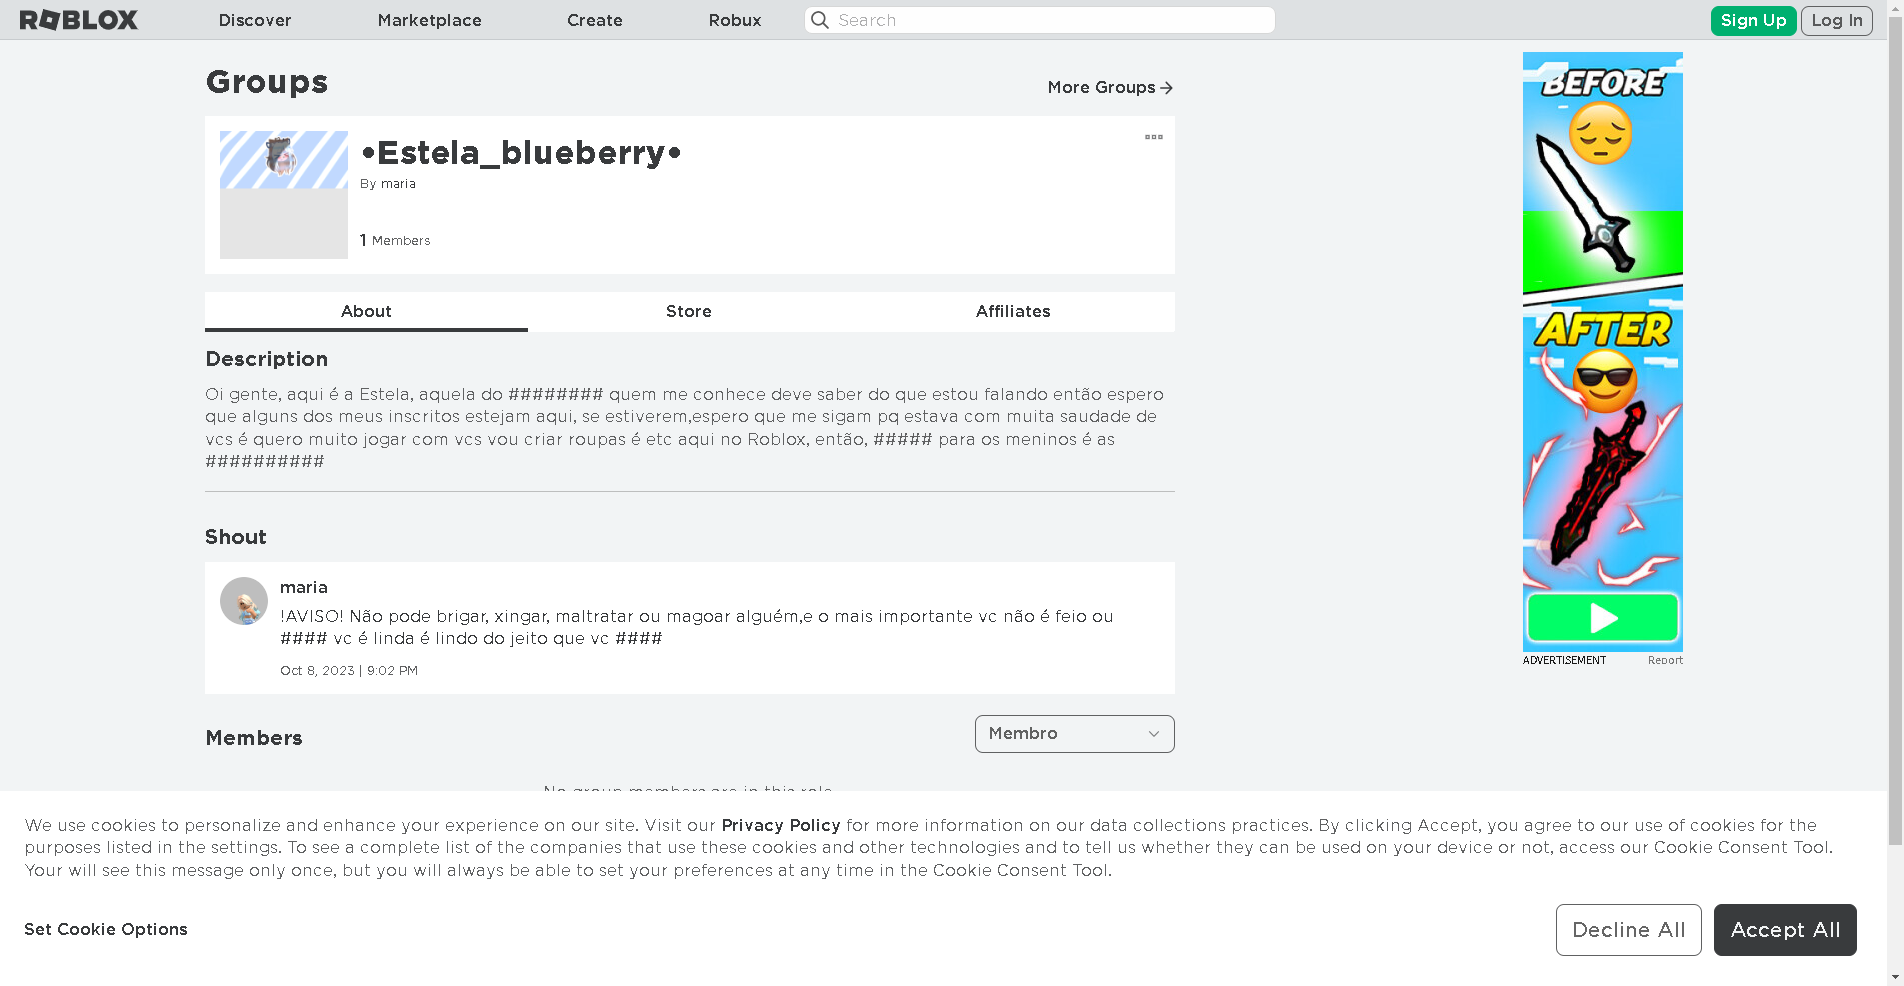 ROBLOX Discover Marketplace Create Robux Search Sign Up Log In
Groups
More Groups
•Estela_blueberry•
By maria
1 Members
About Store Affiliates
Description
Oi gente, aqui é a Estela, aquela do ######## quem me conhece deve saber do que estou falando então espero
que alguns dos meus inscritos estejam aqui, se estiverem,espero que me sigam pq estava com muita saudade de
vcs é quero muito jogar com vcs vou criar roupas é etc aqui no Roblox, então, ##### para os meninos é as
##########
Shout
maria
!AVISO! Não pode brigar, xingar, maltratar ou magoar alguém,e o mais importante vc não é feio ou
#### vc é linda é lindo do jeito que vc ####
Oct 8, 2023 | 9:02 PM
Members
Membro
No group members are in this role
BEFORE
AFTER
ADVERTISEMENT Report
We use cookies to personalize and enhance your experience on our site. Visit our Privacy Policy for more information on our data collections practices. By clicking Accept, you agree to our use of cookies for the
purposes listed in the settings. To see a complete list of the companies that use these cookies and other technologies and to tell us whether they can be used on your device or not, access our Cookie Consent Tool.
Your will see this message only once, but you will always be able to set your preferences at any time in the Cookie Consent Tool.
Set Cookie Options
Decline All
Accept All